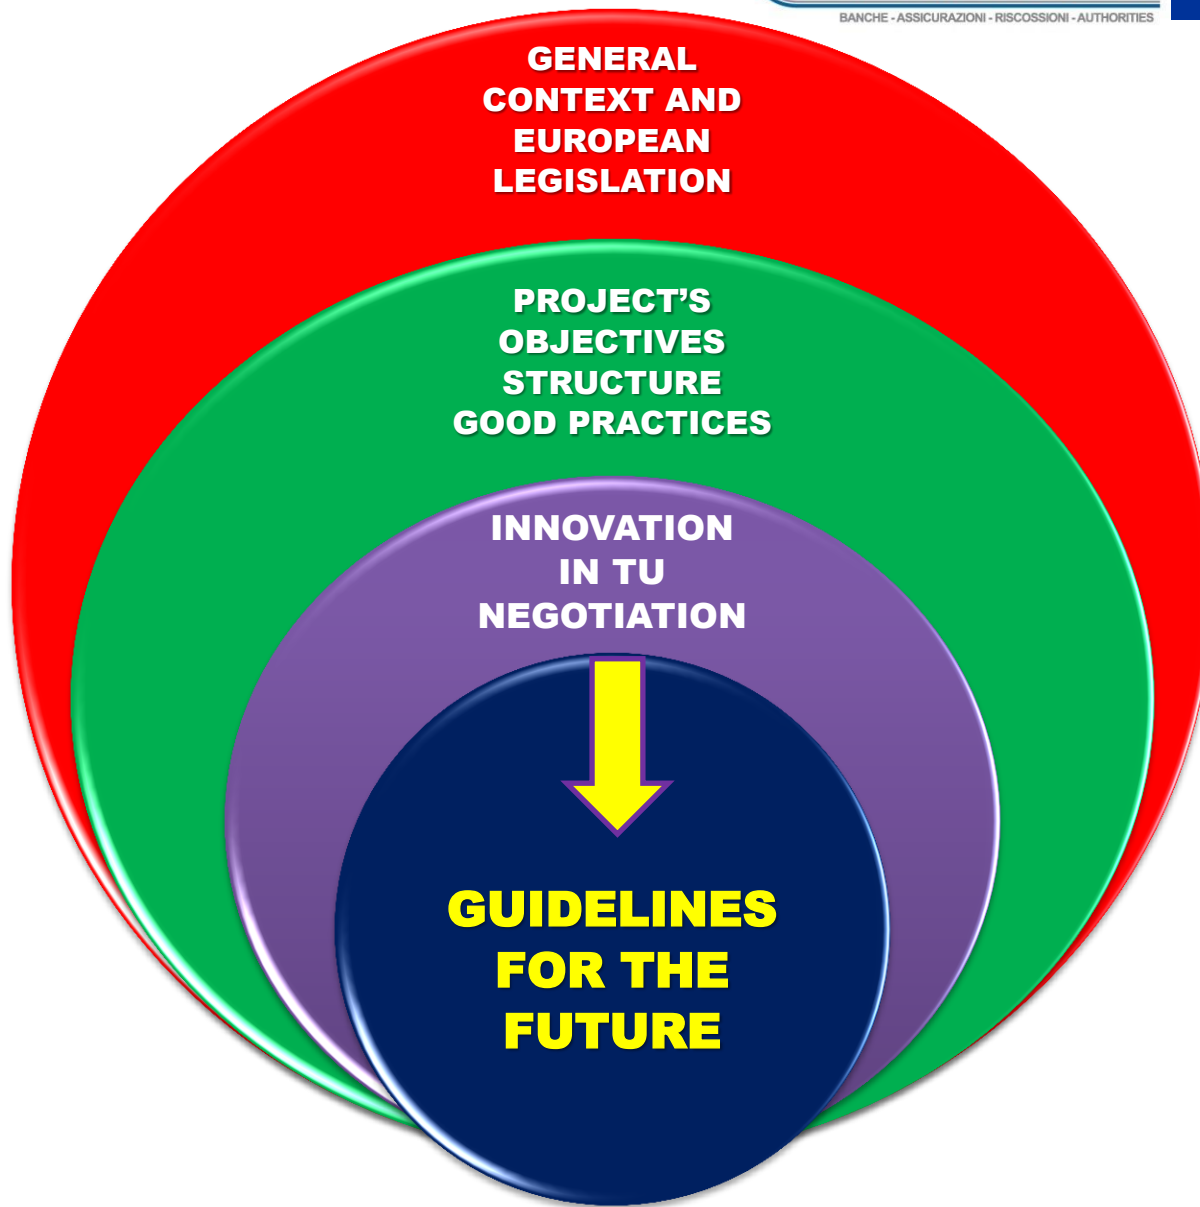 BANCHE - ASSICURAZIONI - RISCOSSIONI - AUTHORITIES
GENERAL
CONTEXT AND
EUROPEAN
LEGISLATION
PROJECT’S
OBJECTIVES
STRUCTURE
GOOD PRACTICES
INNOVATION
IN TU
NEGOTIATION
GUIDELINES
FOR THE
FUTURE